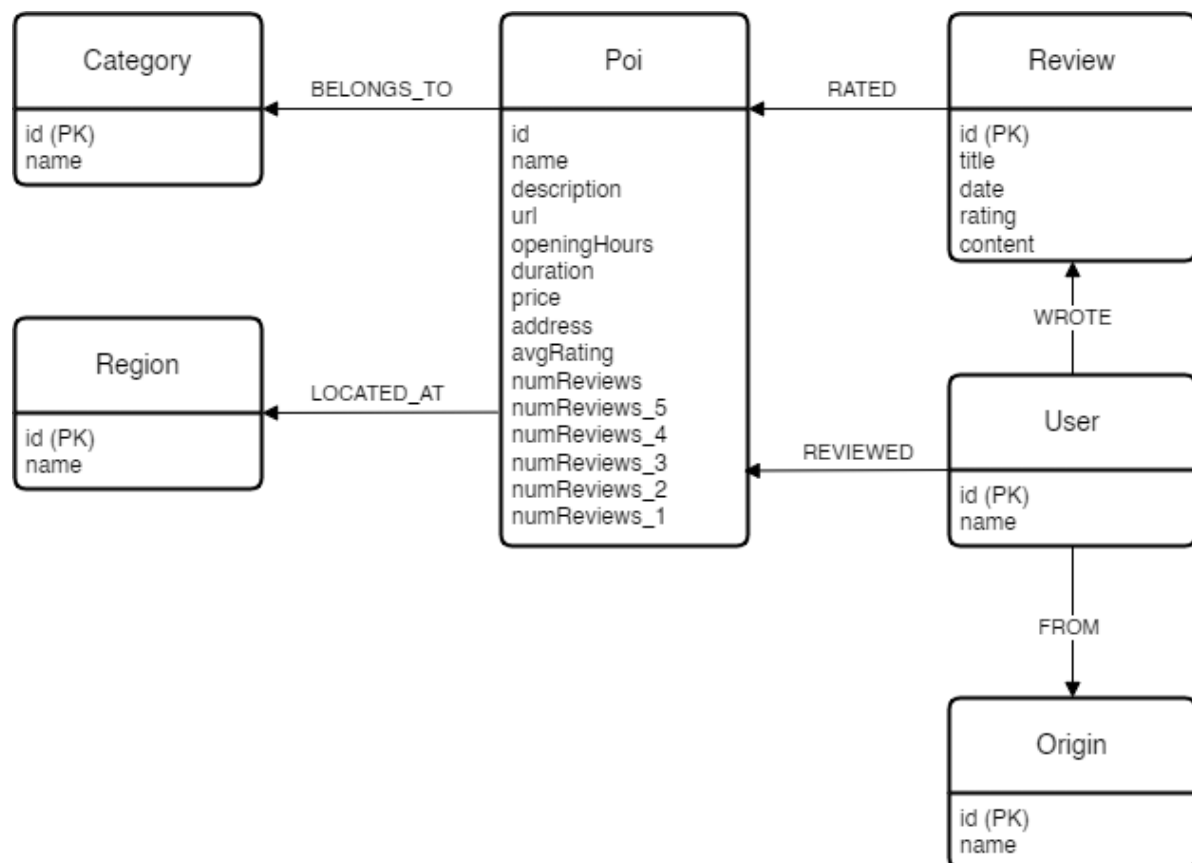 Category
id (PK)
name
BELONGS_TO
Poi
id
name
description
url
openingHours
duration
price
address
avgRating
numReviews
numReviews_5
numReviews_4
numReviews_3
numReviews_2
numReviews_1
RATED
Review
id (PK)
title
date
rating
content
Region
id (PK)
name
LOCATED_AT
WROTE
User
id (PK)
name
REVIEWED
FROM
Origin
id (PK)
name